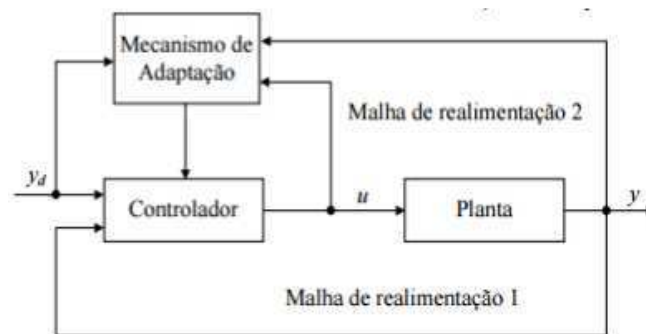 Mecanismo de
Adaptação
Malha de realimentação 2
y_d
Controlador
u
Planta
y
Malha de realimentação 1